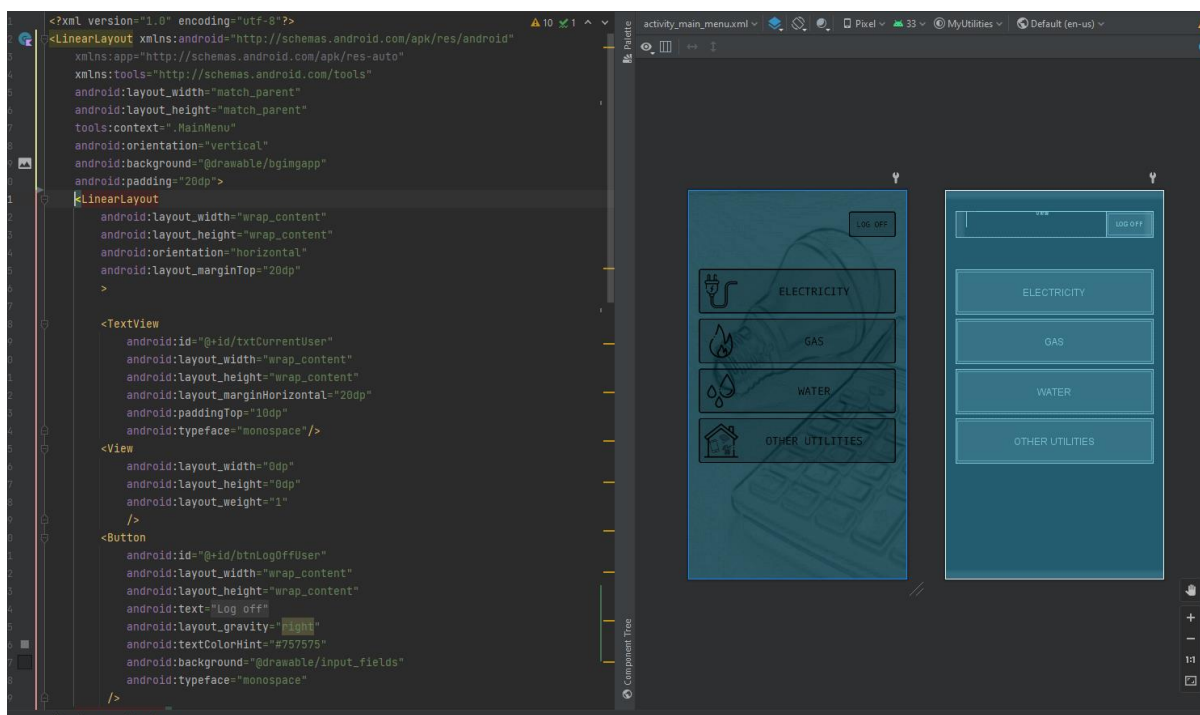 <?xml version="1.0" encoding="utf-8"?>
10 1
<LinearLayout xmlns:android="http://schemas.android.com/apk/res/android"
xmlns:app="http://schemas.android.com/apk/res-auto"
xmlns:tools="http://schemas.android.com/tools"
android:layout_width="match_parent"
android:layout_height="match_parent"
tools:context=".MainMenu"
android:orientation="vertical"
android:background="@drawable/bgimgapp"
android:padding="20dp">
<LinearLayout
android:layout_width="wrap_content"
android:layout_height="wrap_content"
android:orientation="horizontal"
android:layout_marginTop="20dp"
>
<TextView
android:id="@+id/txtCurrentUser"
android:layout_width="wrap_content"
android:layout_height="wrap_content"
android:layout_marginHorizontal="20dp"
android:paddingTop="10dp"
android:typeface="monospace"/>
<View
android:layout_width="0dp"
android:layout_height="0dp"
android:layout_weight="1"
/>
<Button
android:id="@+id/btnLogOffUser"
android:layout_width="wrap_content"
android:layout_height="wrap_content"
android:text="Log off"
android:layout_gravity="right"
android:textColorHint="#757575"
android:background="@drawable/input_fields"
android:typeface="monospace"
/>
Palette
Component Tree
activity_main_menu.xml Pixel 33 MyUtilities Default (en-us)
LOG OFF
ELECTRICITY
GAS
WATER
OTHER UTILITIES
VIEW
LOG OFF
ELECTRICITY
GAS
WATER
OTHER UTILITIES
+
−
1:1